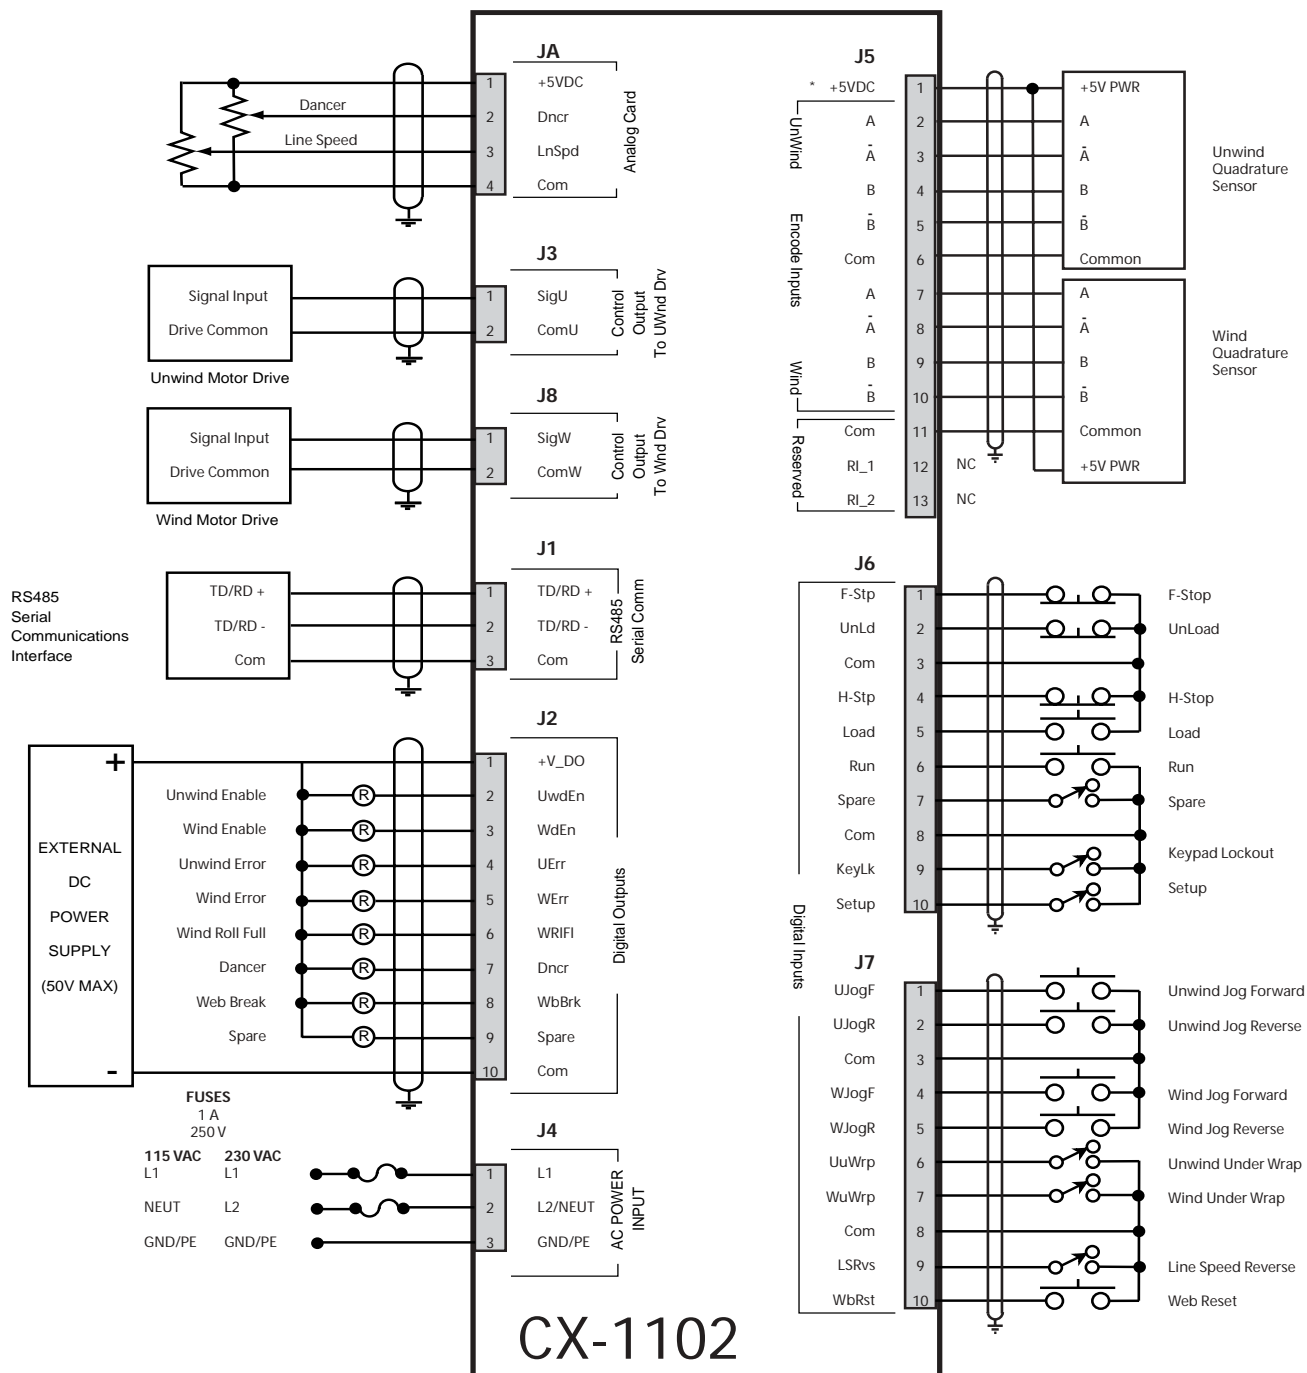 JA
1 +5VDC
Dancer 2 Dncr
Line Speed 3 LnSpd
4 Com
Analog Card
J3
Signal Input 1 SigU
Drive Common 2 ComU
Control
Output
To UWnd Drv
Unwind Motor Drive
J8
Signal Input 1 SigW
Drive Common 2 ComW
Control
Output
To Wnd Drv
Wind Motor Drive
J1
RS485
Serial
Communications
Interface
TD/RD + 1 TD/RD +
TD/RD - 2 TD/RD -
Com 3 Com
RS485
Serial Comm
J2
+
EXTERNAL
DC
POWER
SUPPLY
(50V MAX)
-
1 +V_DO
Unwind Enable R 2 UwdEn
Wind Enable R 3 WdEn
Unwind Error R 4 UErr
Wind Error R 5 WErr
Wind Roll Full R 6 WRlFl
Dancer R 7 Dncr
Web Break R 8 WbBrk
Spare R 9 Spare
10 Com
Digital Outputs
FUSES
1 A
250 V
J4
115 VAC 230 VAC
L1 L1 1 L1
NEUT L2 2 L2/NEUT
GND/PE GND/PE 3 GND/PE
AC POWER
INPUT
J5
* +5VDC 1 +5V PWR
A 2 A
Ā 3 Ā
B 4 B
B̄ 5 B̄
Com 6 Common
A 7 A
Ā 8 Ā
B 9 B
B̄ 10 B̄
Com 11 Common
RI_1 12 NC +5V PWR
RI_2 13 NC
UnWind
Encode Inputs
Wind
Reserved
Unwind
Quadrature
Sensor
Wind
Quadrature
Sensor
J6
F-Stp 1 F-Stop
UnLd 2 UnLoad
Com 3
H-Stp 4 H-Stop
Load 5 Load
Run 6 Run
Spare 7 Spare
Com 8
KeyLk 9 Keypad Lockout
Setup 10 Setup
Digital Inputs
J7
UJogF 1 Unwind Jog Forward
UJogR 2 Unwind Jog Reverse
Com 3
WJogF 4 Wind Jog Forward
WJogR 5 Wind Jog Reverse
UuWrp 6 Unwind Under Wrap
WuWrp 7 Wind Under Wrap
Com 8
LSRvs 9 Line Speed Reverse
WbRst 10 Web Reset
CX-1102